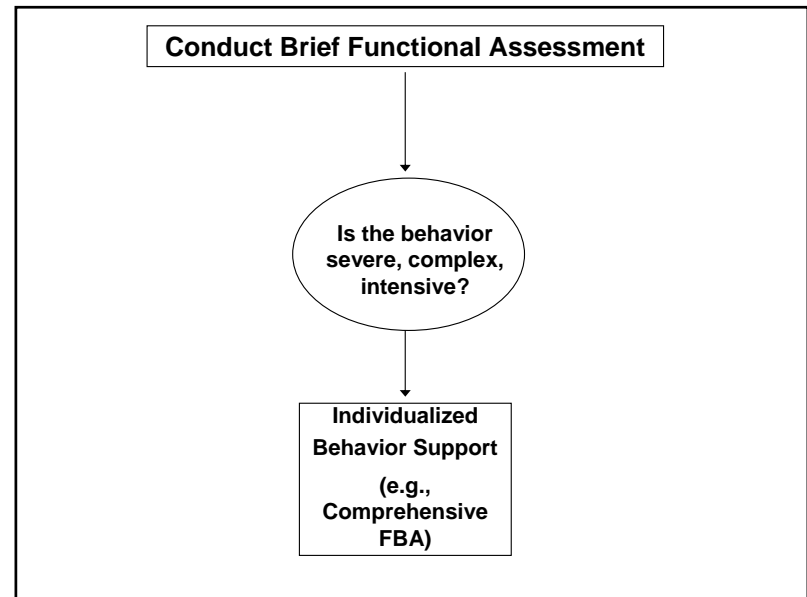 Conduct Brief Functional Assessment
Is the behavior
severe, complex,
intensive?
Individualized
Behavior Support
(e.g.,
Comprehensive
FBA)